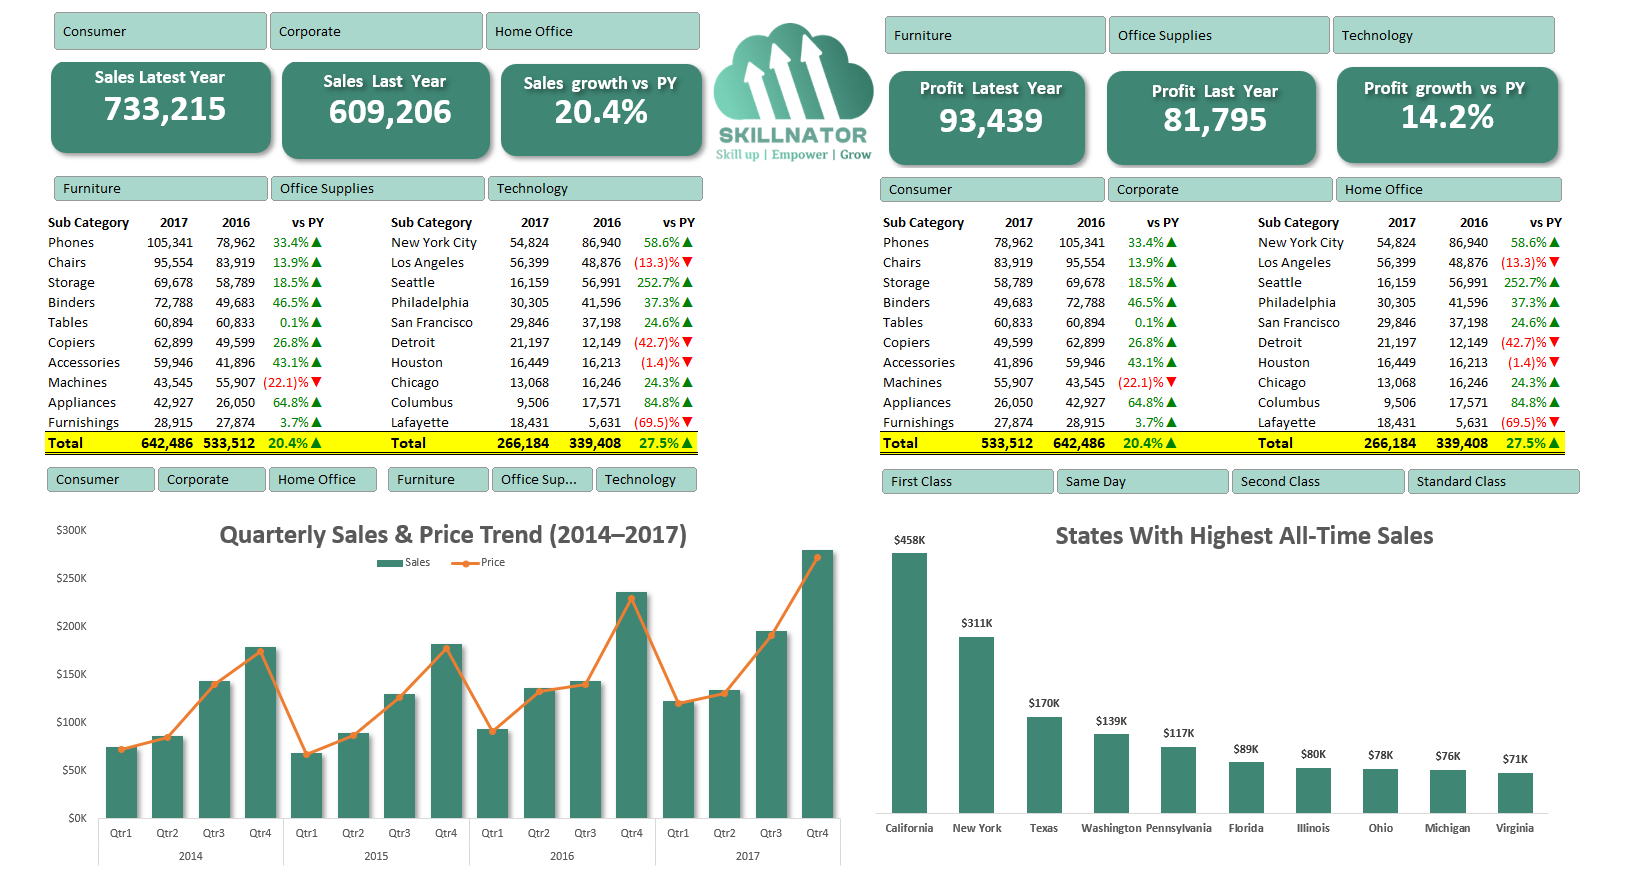 Consumer Corporate Home Office
Furniture Office Supplies Technology
Sales Latest Year
733,215
Sales Last Year
609,206
Sales growth vs PY
20.4%
SKILLNATOR
Skill up | Empower | Grow
Profit Latest Year
93,439
Profit Last Year
81,795
Profit growth vs PY
14.2%
Furniture Office Supplies Technology
Sub Category 2017 2016 vs PY Sub Category 2017 2016 vs PY
Phones 105,341 78,962 33.4%▲ New York City 54,824 86,940 58.6%▲
Chairs 95,554 83,919 13.9%▲ Los Angeles 56,399 48,876 (13.3)%▼
Storage 69,678 58,789 18.5%▲ Seattle 16,159 56,991 252.7%▲
Binders 72,788 49,683 46.5%▲ Philadelphia 30,305 41,596 37.3%▲
Tables 60,894 60,833 0.1%▲ San Francisco 29,846 37,198 24.6%▲
Copiers 62,899 49,599 26.8%▲ Detroit 21,197 12,149 (42.7)%▼
Accessories 59,946 41,896 43.1%▲ Houston 16,449 16,213 (1.4)%▼
Machines 43,545 55,907 (22.1)%▼ Chicago 13,068 16,246 24.3%▲
Appliances 42,927 26,050 64.8%▲ Columbus 9,506 17,571 84.8%▲
Furnishings 28,915 27,874 3.7%▲ Lafayette 18,431 5,631 (69.5)%▼
Total 642,486 533,512 20.4%▲ Total 266,184 339,408 27.5%▲
Consumer Corporate Home Office
Sub Category 2017 2016 vs PY Sub Category 2017 2016 vs PY
Phones 78,962 105,341 33.4%▲ New York City 54,824 86,940 58.6%▲
Chairs 83,919 95,554 13.9%▲ Los Angeles 56,399 48,876 (13.3)%▼
Storage 58,789 69,678 18.5%▲ Seattle 16,159 56,991 252.7%▲
Binders 49,683 72,788 46.5%▲ Philadelphia 30,305 41,596 37.3%▲
Tables 60,833 60,894 0.1%▲ San Francisco 29,846 37,198 24.6%▲
Copiers 49,599 62,899 26.8%▲ Detroit 21,197 12,149 (42.7)%▼
Accessories 41,896 59,946 43.1%▲ Houston 16,449 16,213 (1.4)%▼
Machines 55,907 43,545 (22.1)%▼ Chicago 13,068 16,246 24.3%▲
Appliances 26,050 42,927 64.8%▲ Columbus 9,506 17,571 84.8%▲
Furnishings 27,874 28,915 3.7%▲ Lafayette 18,431 5,631 (69.5)%▼
Total 533,512 642,486 20.4%▲ Total 266,184 339,408 27.5%▲
Consumer Corporate Home Office Furniture Office Sup... Technology
First Class Same Day Second Class Standard Class
Quarterly Sales & Price Trend (2014–2017)
Sales Price
$300K
$250K
$200K
$150K
$100K
$50K
$0K
Qtr1 Qtr2 Qtr3 Qtr4 Qtr1 Qtr2 Qtr3 Qtr4 Qtr1 Qtr2 Qtr3 Qtr4 Qtr1 Qtr2 Qtr3 Qtr4
2014 2015 2016 2017
States With Highest All-Time Sales
$458K $311K $170K $139K $117K $89K $80K $78K $76K $71K
California New York Texas Washington Pennsylvania Florida Illinois Ohio Michigan Virginia